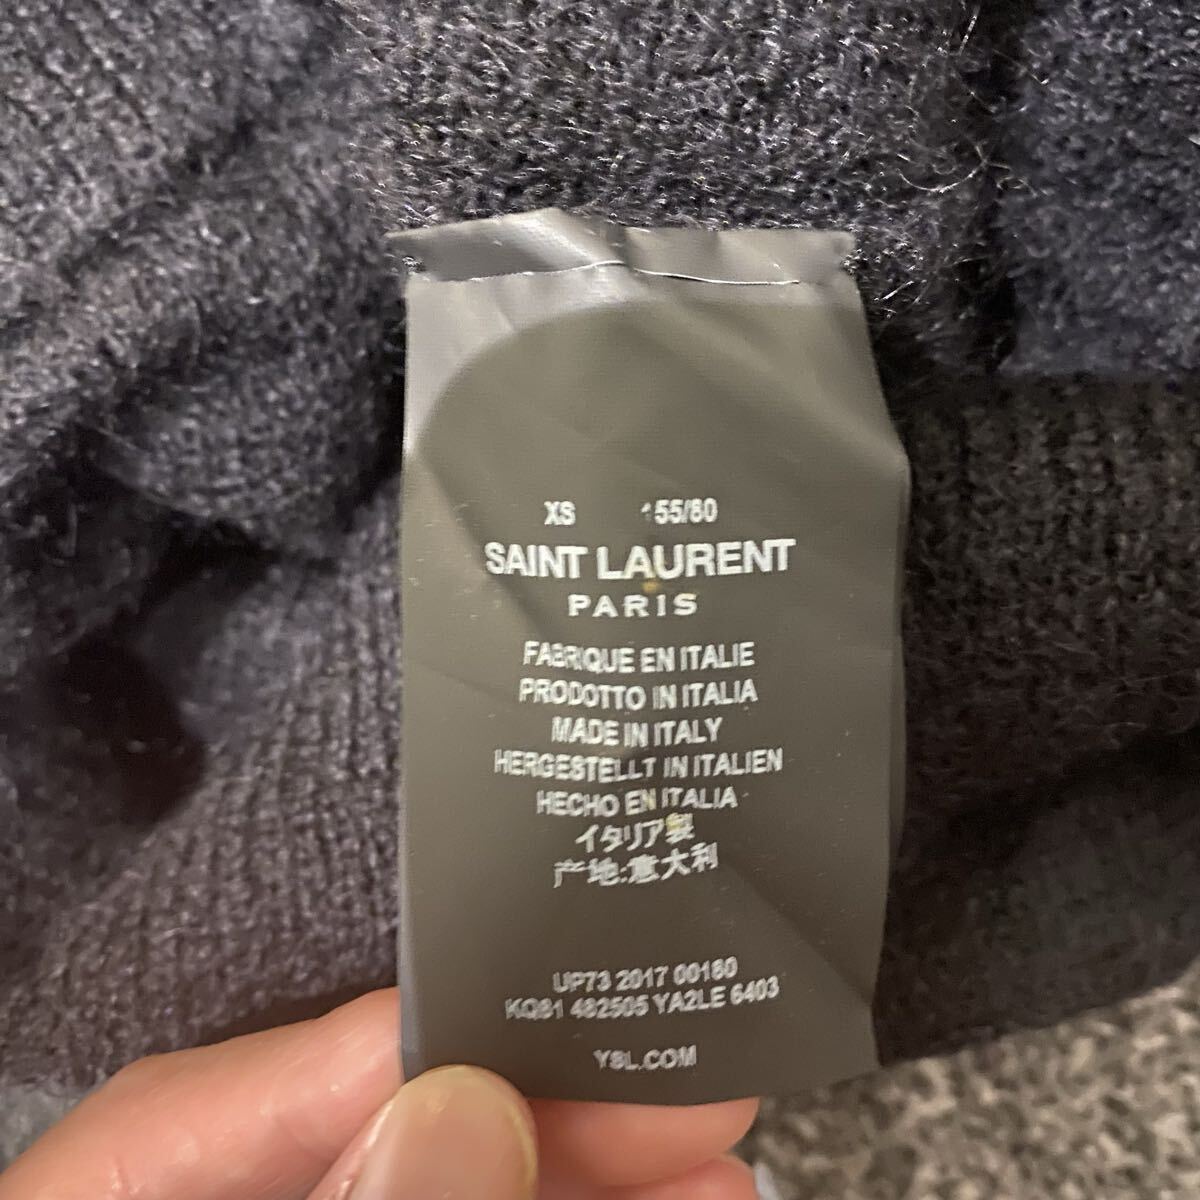 XS 155/80
SAINT LAURENT
PARIS
FABRIQUE EN ITALIE
PRODOTTO IN ITALIA
MADE IN ITALY
HERGESTELLT IN ITALIEN
HECHO EN ITALIA
イタリア製
产地:意大利
UP73 2017 00180
KQ81 482505 YA2LE 6403
YSL.COM